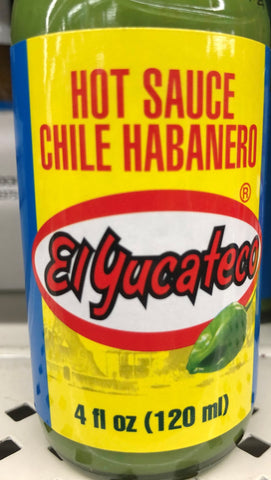 HOT SAUCE
CHILE HABANERO
®
El Yucateco
4 fl oz (120 ml)